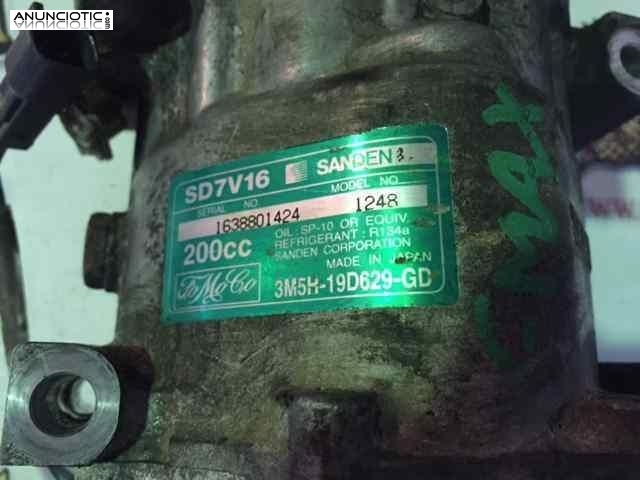 ANUNCIOTIC.com
SD7V16 SANDEN
SERIAL NO MODEL NO
1638801424 1248
200cc
OIL: SP-10 OR EQUIV.
REFRIGERANT: R134a
SANDEN CORPORATION
MADE IN JAPAN
FoMoCo 3M5H-19D629-GD